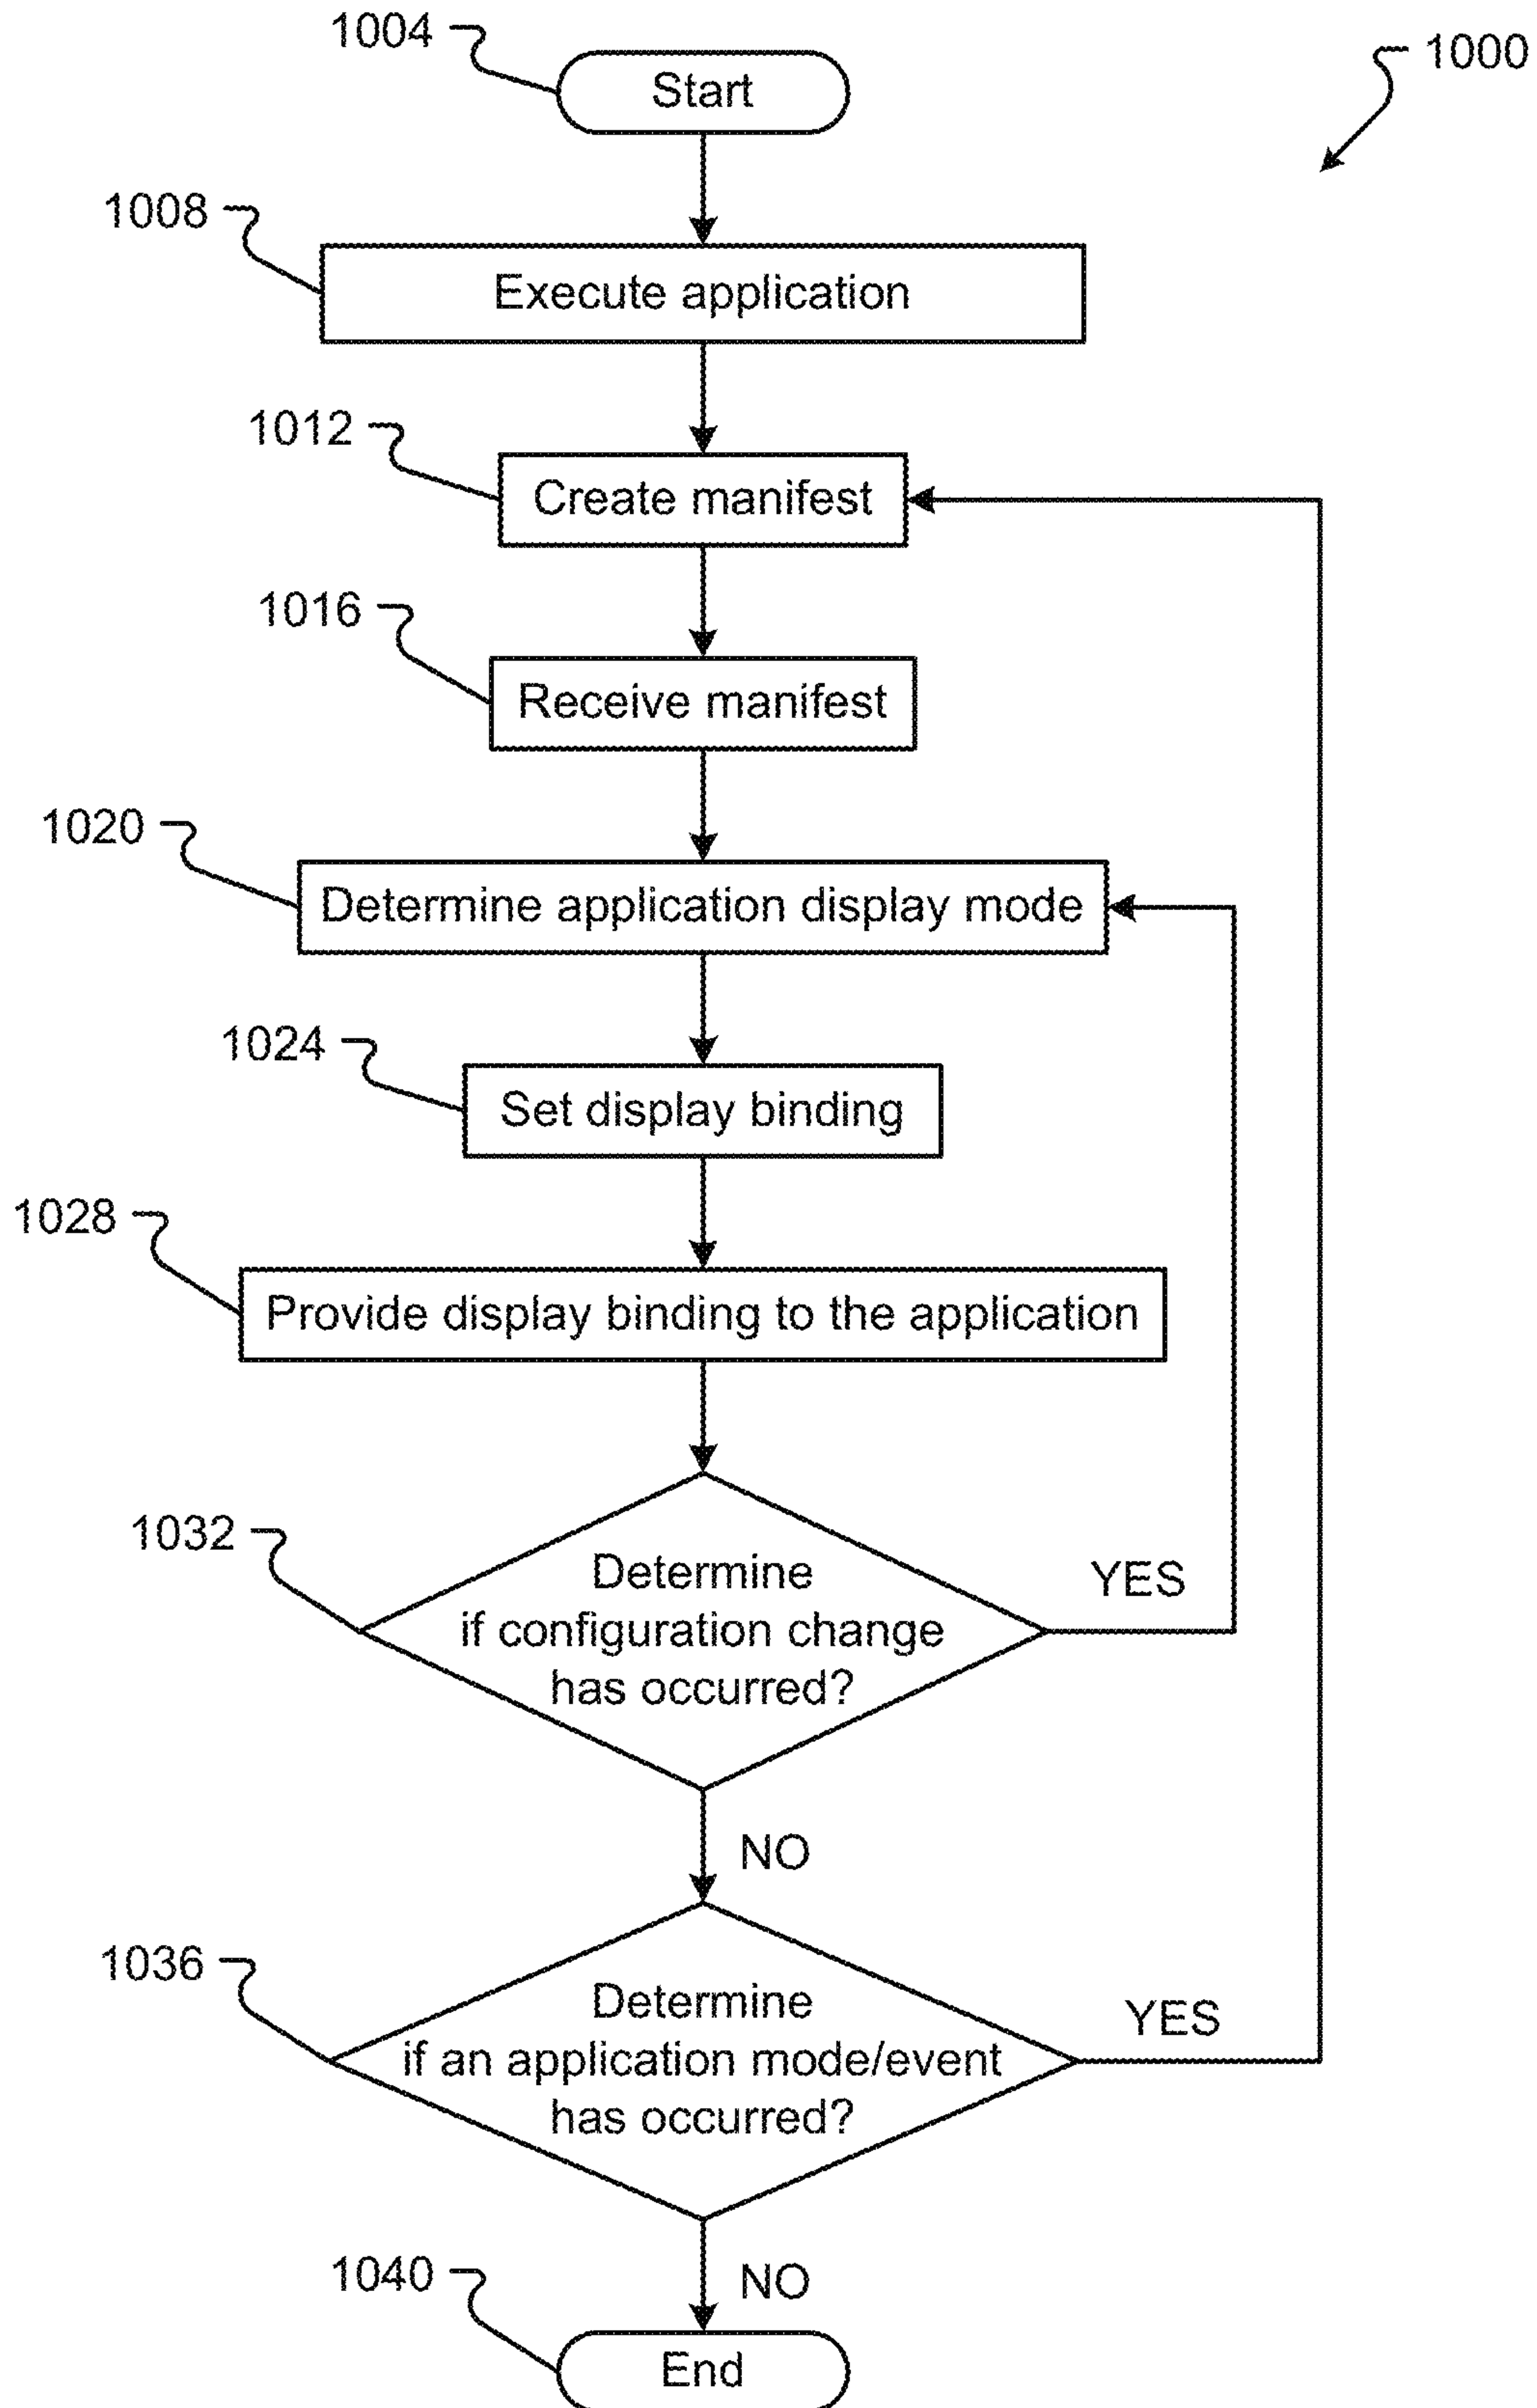 1004
Start
1000
1008
Execute application
1012
Create manifest
1016
Receive manifest
1020
Determine application display mode
1024
Set display binding
1028
Provide display binding to the application
1032
Determine
if configuration change
has occurred?
YES
NO
1036
Determine
if an application mode/event
has occurred?
YES
NO
1040
End